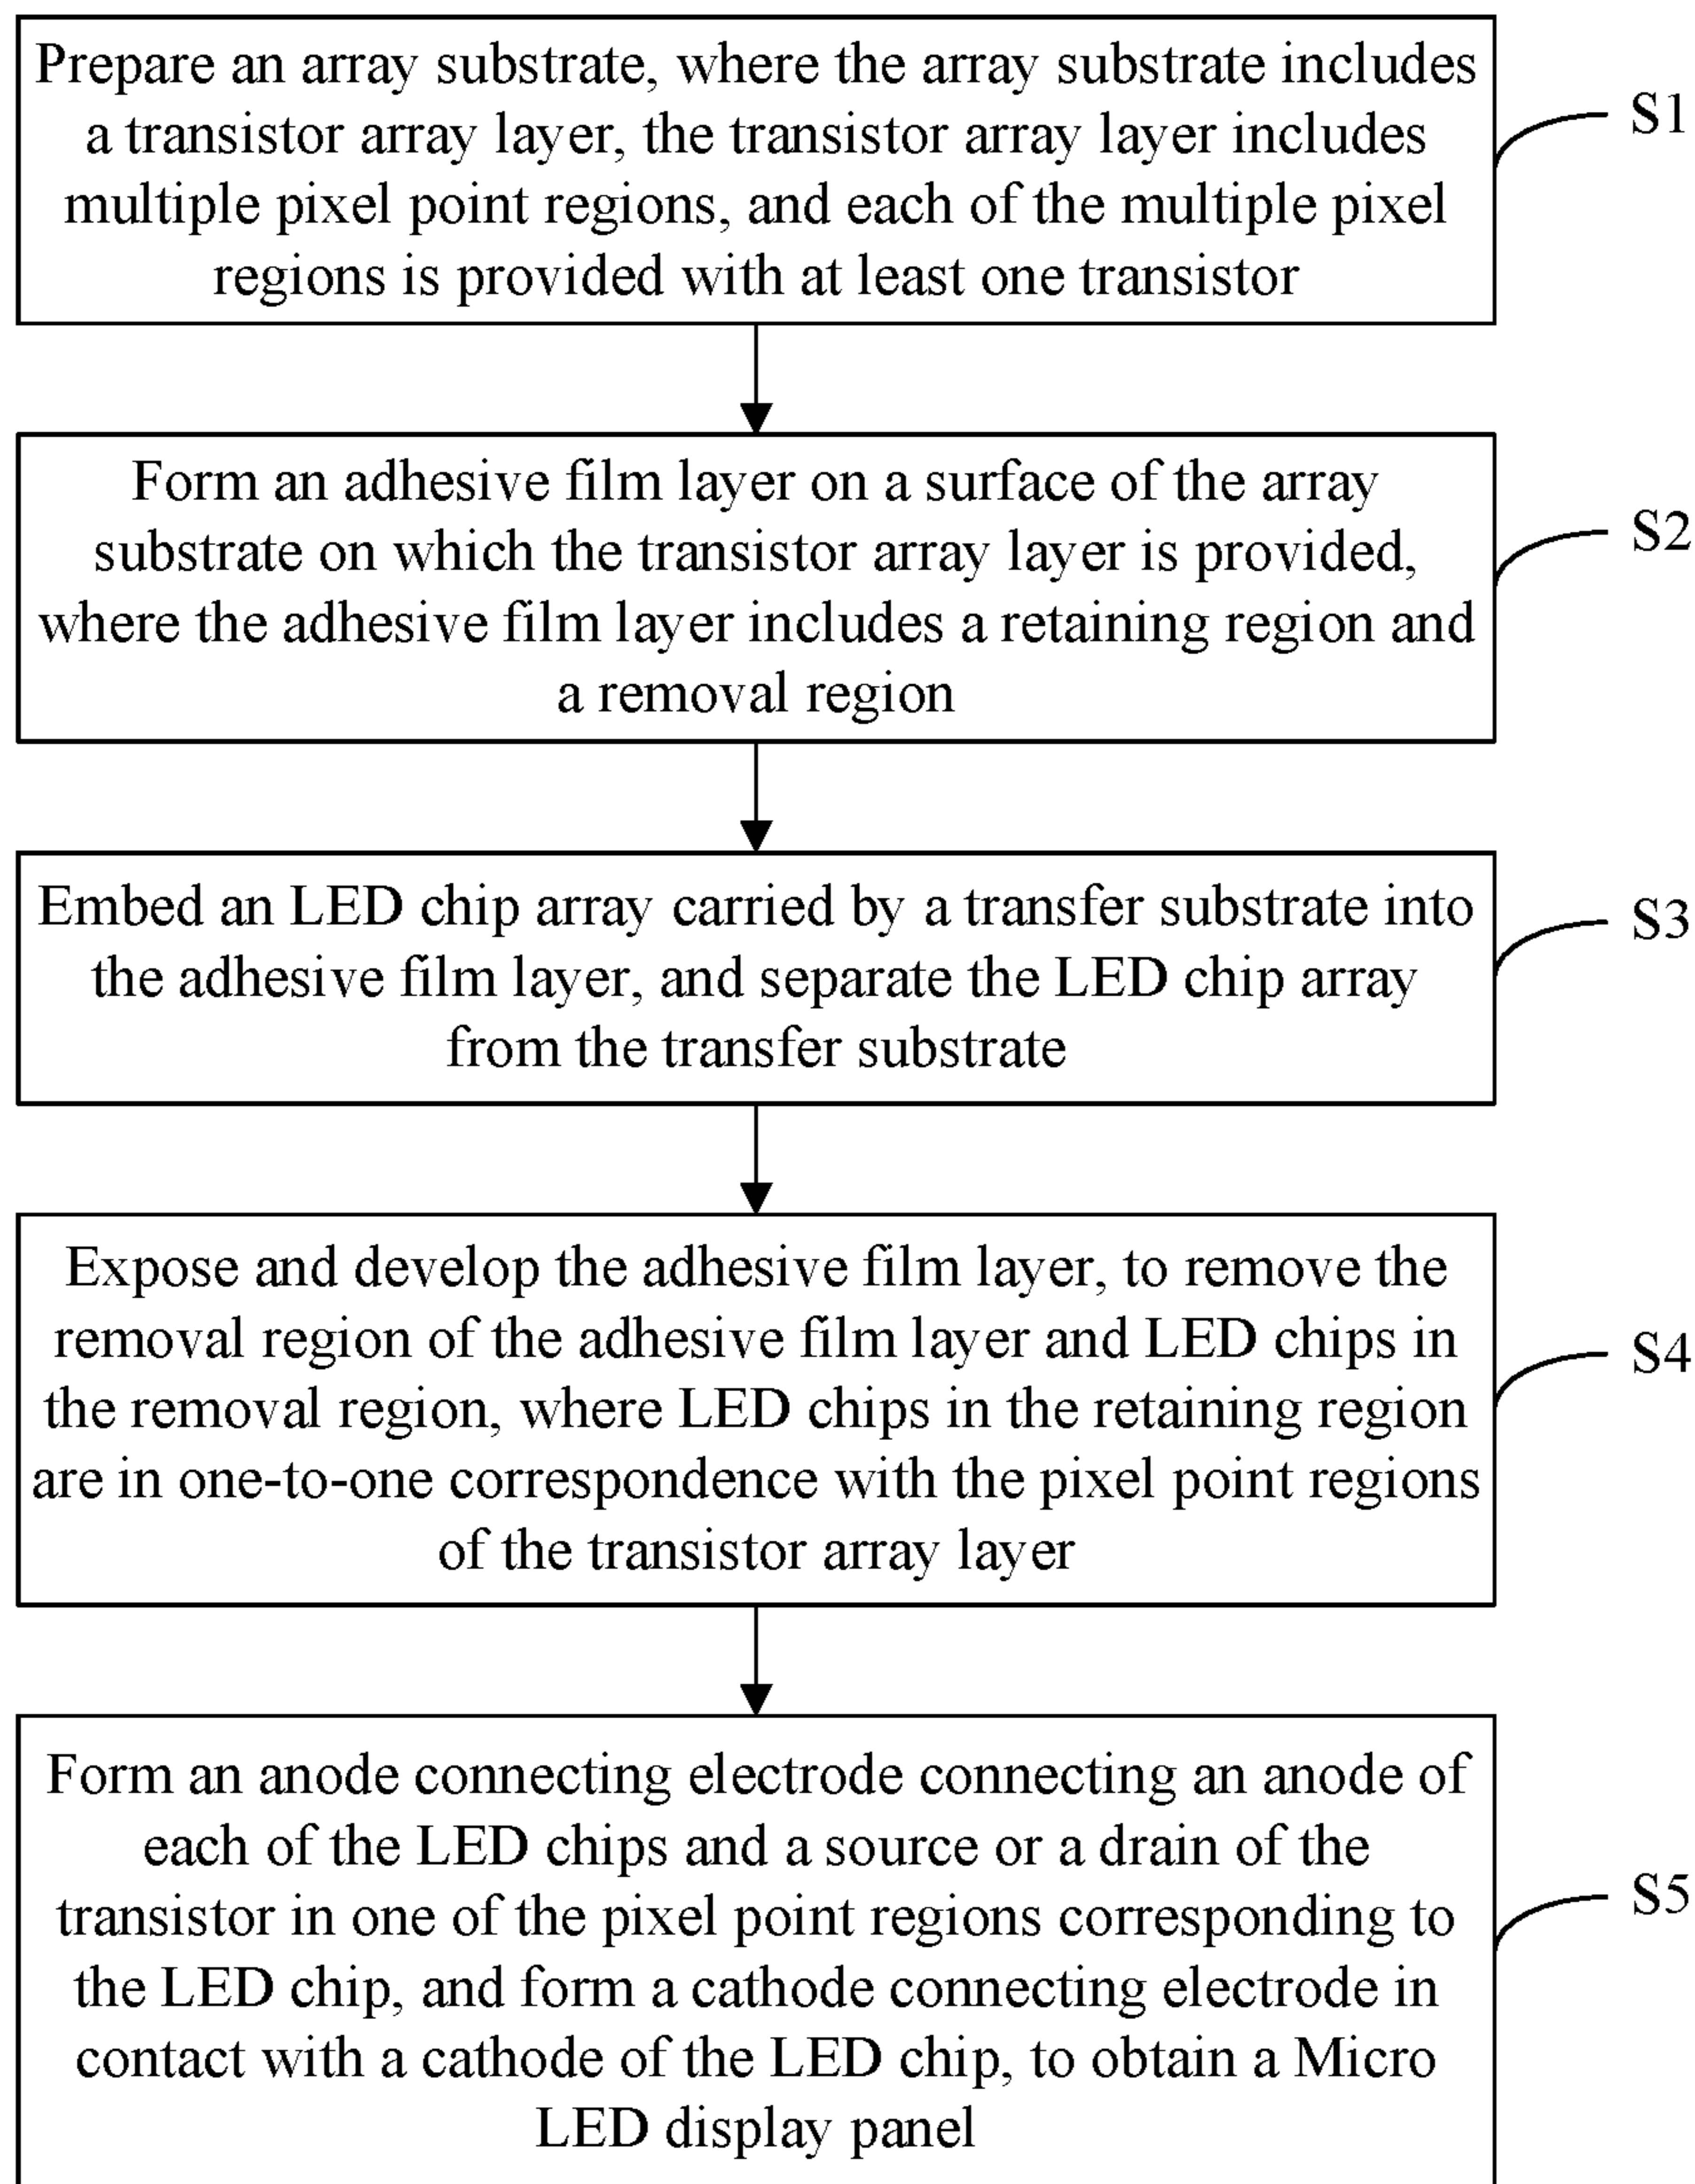 Prepare an array substrate, where the array substrate includes
a transistor array layer, the transistor array layer includes
multiple pixel point regions, and each of the multiple pixel
regions is provided with at least one transistor
S1
Form an adhesive film layer on a surface of the array
substrate on which the transistor array layer is provided,
where the adhesive film layer includes a retaining region and
a removal region
S2
Embed an LED chip array carried by a transfer substrate into
the adhesive film layer, and separate the LED chip array
from the transfer substrate
S3
Expose and develop the adhesive film layer, to remove the
removal region of the adhesive film layer and LED chips in
the removal region, where LED chips in the retaining region
are in one-to-one correspondence with the pixel point regions
of the transistor array layer
S4
Form an anode connecting electrode connecting an anode of
each of the LED chips and a source or a drain of the
transistor in one of the pixel point regions corresponding to
the LED chip, and form a cathode connecting electrode in
contact with a cathode of the LED chip, to obtain a Micro
LED display panel
S5